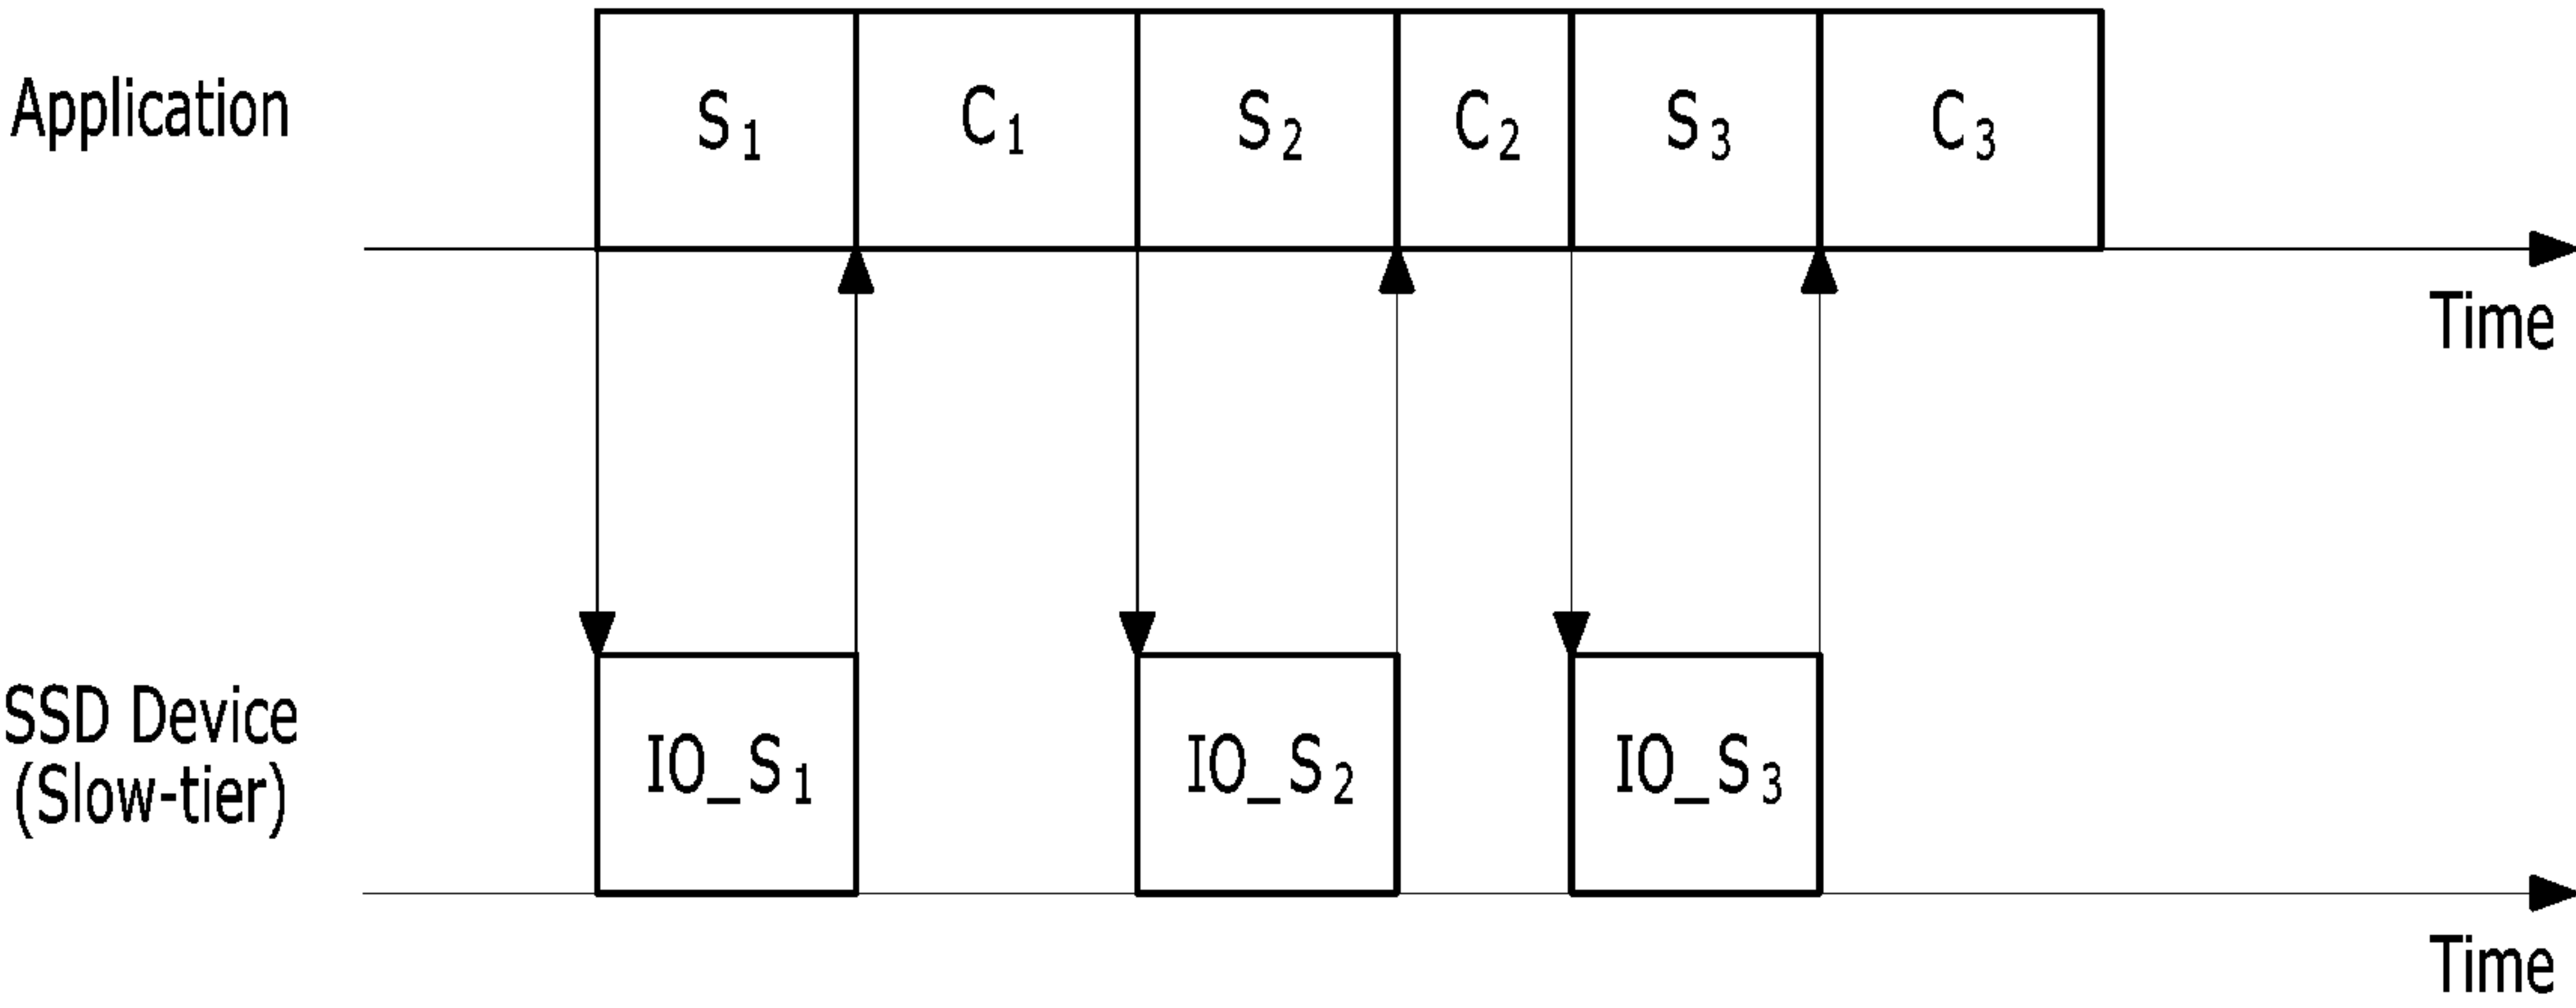 Application
S1
C1
S2
C2
S3
C3
Time
SSD Device
(Slow-tier)
IO_S1
IO_S2
IO_S3
Time